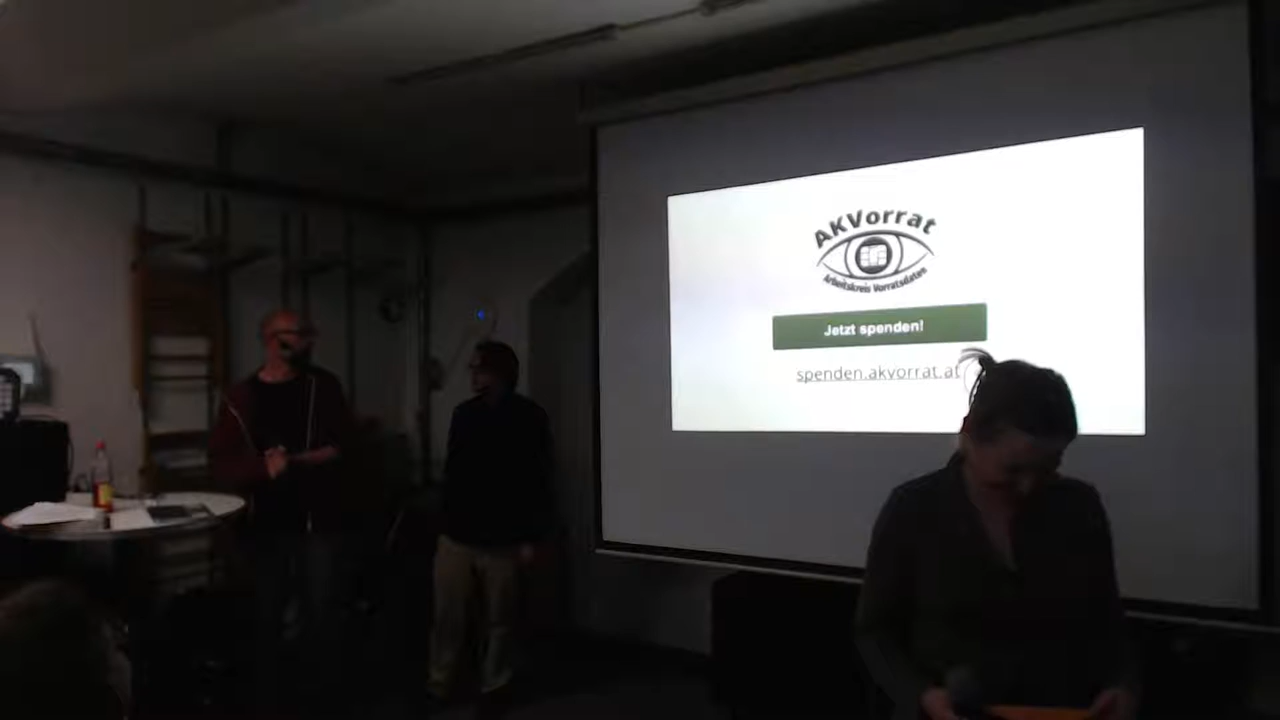 AKVorrat
Arbeitskreis Vorratsdaten
Jetzt spenden!
spenden.akvorrat.at